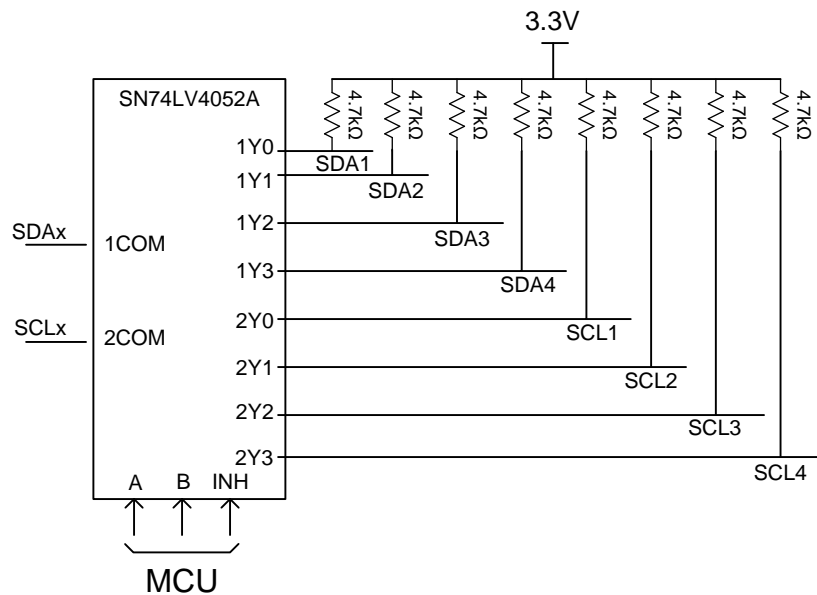 3.3V
SN74LV4052A
4.7kΩ
4.7kΩ
4.7kΩ
4.7kΩ
4.7kΩ
4.7kΩ
4.7kΩ
4.7kΩ
1Y0
SDA1
1Y1
SDA2
1Y2
SDA3
SDAx
1COM
1Y3
SDA4
2Y0
SCL1
SCLx
2COM
2Y1
SCL2
2Y2
SCL3
2Y3
SCL4
A B INH
MCU